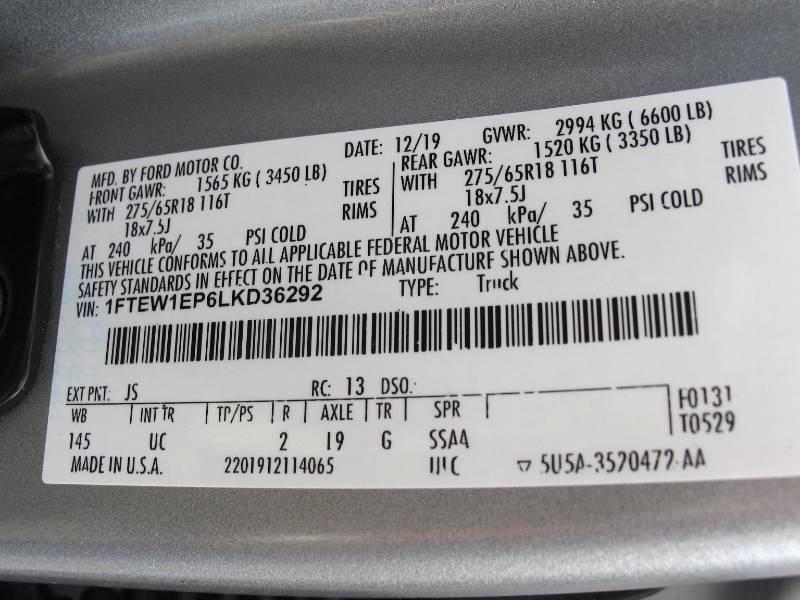 MFD. BY FORD MOTOR CO. DATE: 12/19 GVWR: 2994 KG ( 6600 LB)
FRONT GAWR: 1565 KG ( 3450 LB) REAR GAWR: 1520 KG ( 3350 LB)
WITH 275/65R18 116T TIRES WITH 275/65R18 116T TIRES
18x7.5J RIMS 18x7.5J RIMS
AT 240 kPa/ 35 PSI COLD AT 240 kPa/ 35 PSI COLD
THIS VEHICLE CONFORMS TO ALL APPLICABLE FEDERAL MOTOR VEHICLE
SAFETY STANDARDS IN EFFECT ON THE DATE OF MANUFACTURE SHOWN ABOVE.
VIN: 1FTEW1EP6LKD36292 TYPE: Truck
EXT PNT: JS RC: 13 DSO:
WB INT TR TP/PS R AXLE TR SPR F0131
145 UC 2 19 G SSAA T0529
MADE IN U.S.A. 2201912114065 5U5A-3520472-AA